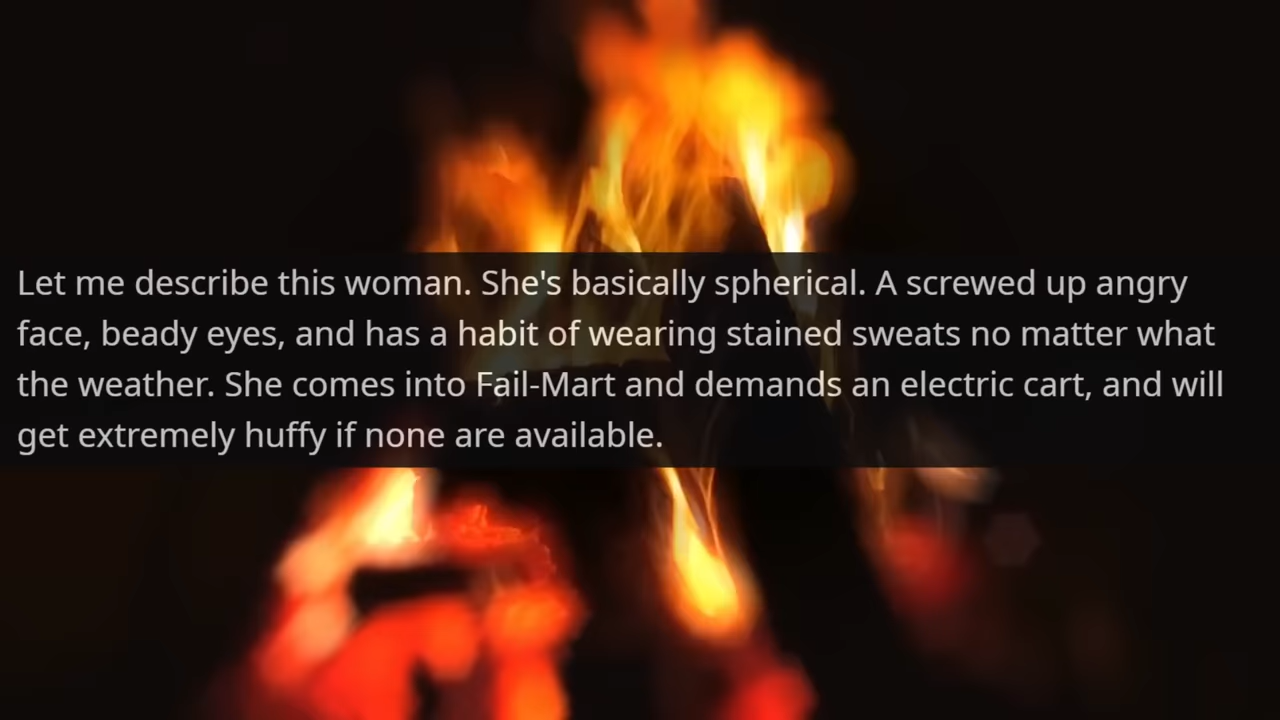 Let me describe this woman. She's basically spherical. A screwed up angry
face, beady eyes, and has a habit of wearing stained sweats no matter what
the weather. She comes into Fail-Mart and demands an electric cart, and will
get extremely huffy if none are available.